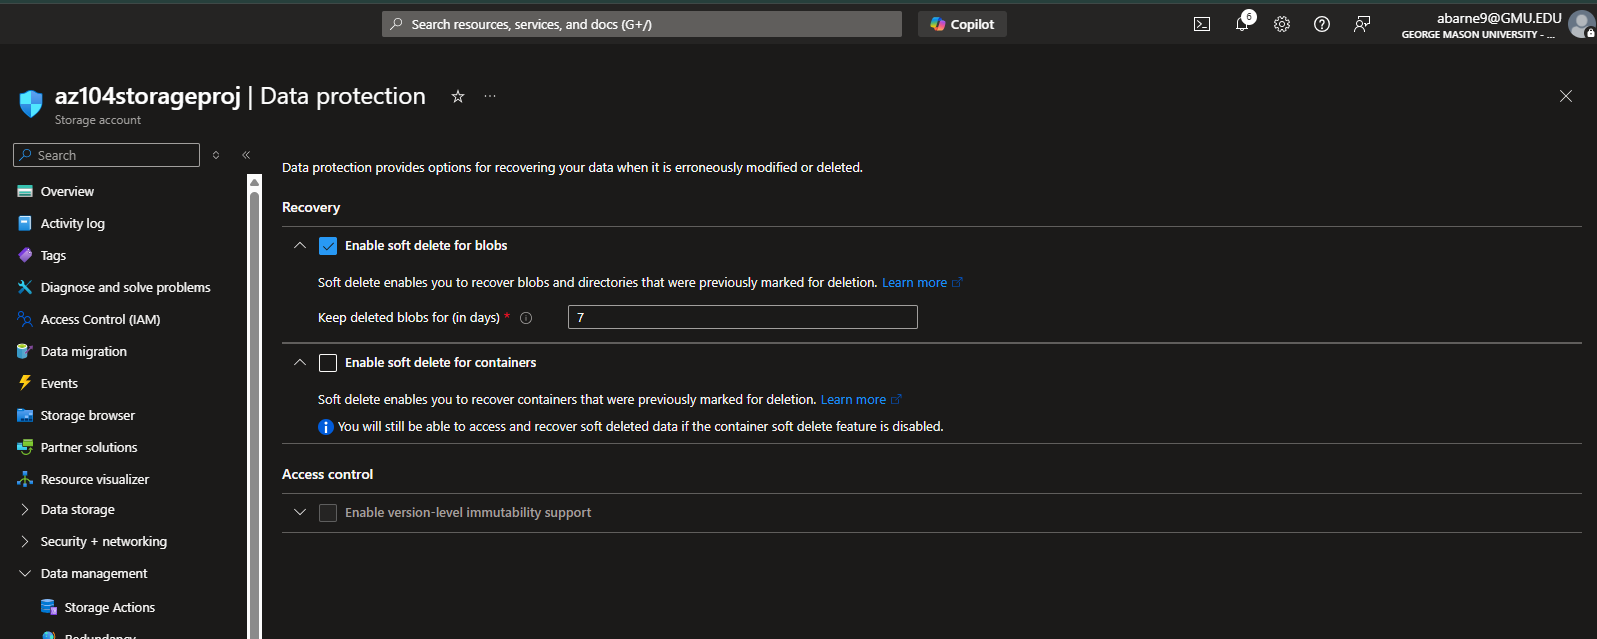 Search resources, services, and docs (G+/)
Copilot
6
abarne9@GMU.EDU
GEORGE MASON UNIVERSITY - ...
az104storageproj | Data protection
Storage account
Search
Overview
Activity log
Tags
Diagnose and solve problems
Access Control (IAM)
Data migration
Events
Storage browser
Partner solutions
Resource visualizer
Data storage
Security + networking
Data management
Storage Actions
Redundancy
Data protection provides options for recovering your data when it is erroneously modified or deleted.
Recovery
Enable soft delete for blobs
Soft delete enables you to recover blobs and directories that were previously marked for deletion. Learn more
Keep deleted blobs for (in days) * 7
Enable soft delete for containers
Soft delete enables you to recover containers that were previously marked for deletion. Learn more
You will still be able to access and recover soft deleted data if the container soft delete feature is disabled.
Access control
Enable version-level immutability support